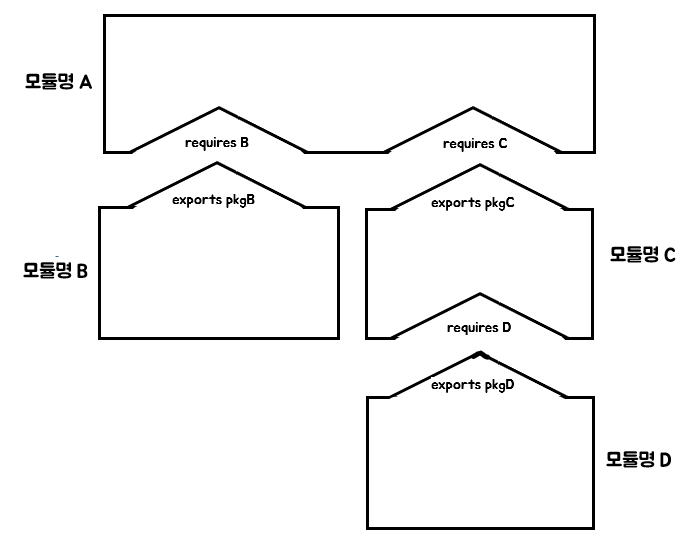 모듈명 A
requires B
requires C
exports pkgB
exports pkgC
모듈명 B
모듈명 C
requires D
exports pkgD
모듈명 D